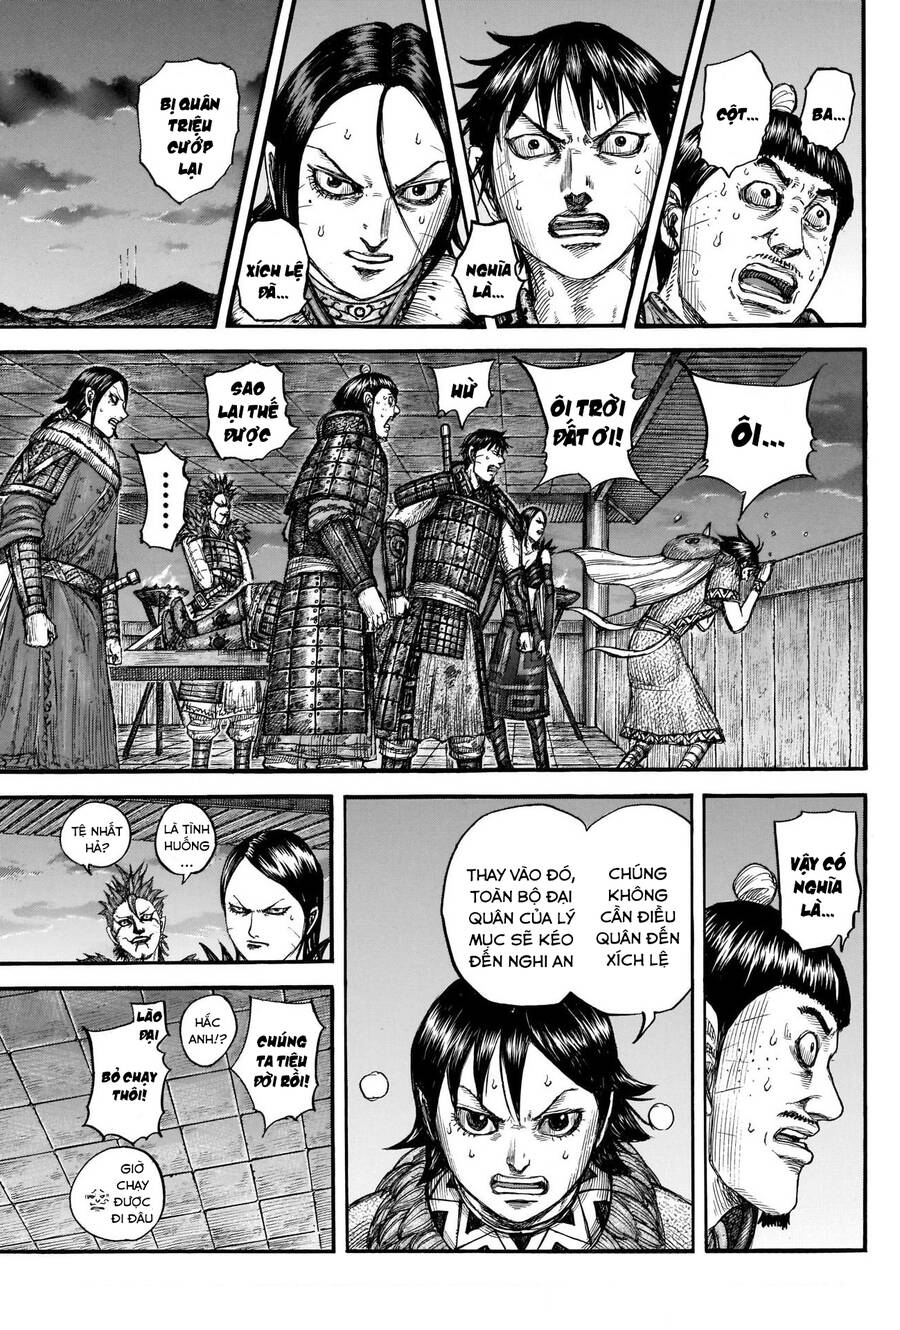 BA...
CỘT...
NGHĨA
LÀ...
XÍCH LỆ
ĐÃ...
BỊ QUÂN
TRIỆU
CƯỚP
LẠI
ÔI...
ÔI TRỜI
ĐẤT ƠI!
HỪ
SAO
LẠI THẾ
ĐƯỢC
......
VẬY CÓ
NGHĨA
LÀ...
CHÚNG
KHÔNG
CẦN ĐIỀU
QUÂN ĐẾN
XÍCH LỆ
THAY VÀO ĐÓ,
TOÀN BỘ ĐẠI
QUÂN CỦA LÝ
MỤC SẼ KÉO
ĐẾN NGHI AN
LÀ TÌNH
HUỐNG
...
TỆ NHẤT
HẢ?
CHÚNG
TA TIÊU
ĐỜI RỒI!
HẮC
ANH!?
LÃO
ĐẠI
BỎ CHẠY
THÔI!
GIỜ
CHẠY
ĐƯỢC
ĐI ĐÂU